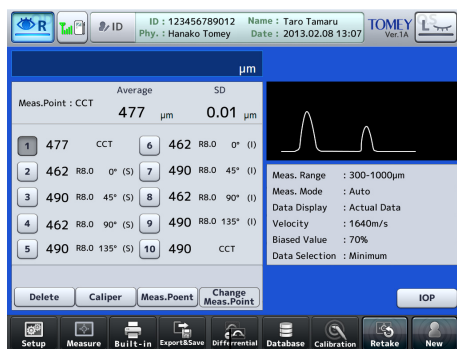 R ID ID : 123456789012 Name : Taro Tamaru TOMEY L
Phy. : Hanako Tomey Date : 2013.02.08 13:07 Ver.1A
µm
Average SD
Meas.Point : CCT 477 µm 0.01 µm
1 477 CCT 6 462 R8.0 0° (I)
2 462 R8.0 0° (S) 7 490 R8.0 45° (I)
3 490 R8.0 45° (S) 8 462 R8.0 90° (I)
4 462 R8.0 90° (S) 9 490 R8.0 135° (I)
5 490 R8.0 135° (S) 10 490 CCT
Meas. Range : 300-1000µm
Meas. Mode : Auto
Data Display : Actual Data
Velocity : 1640m/s
Biased Value : 70%
Data Selection : Minimum
Delete Caliper Meas.Poent Change Meas.Point IOP
Setup Measure Built-in Export&Save Differential Database Calibration Retake New